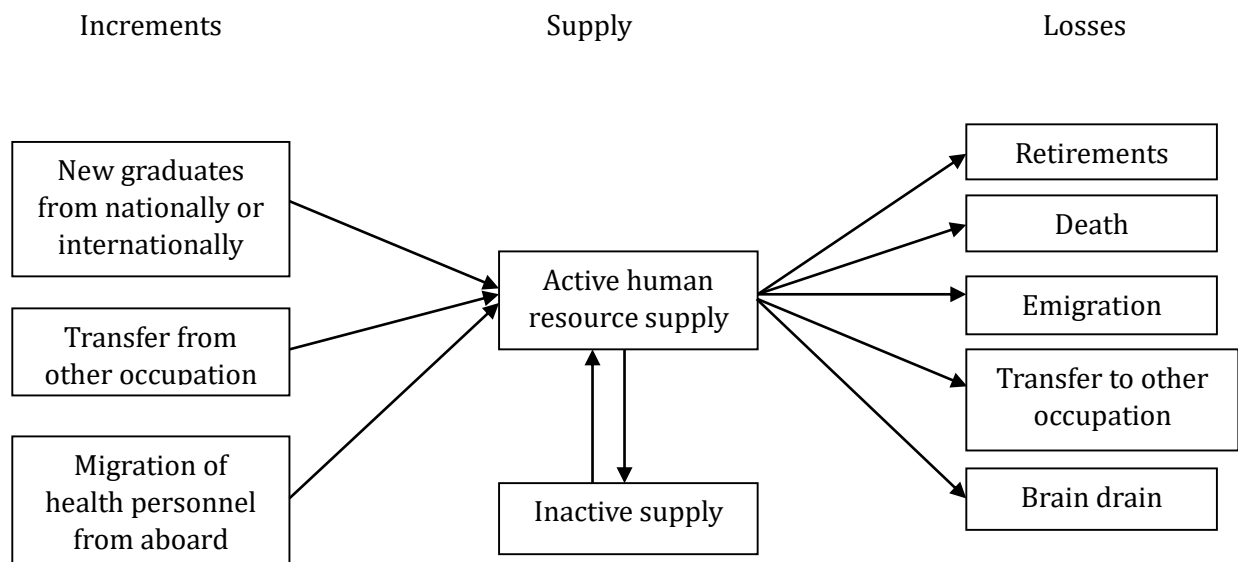 Increments
Supply
Losses
New graduates
from nationally or
internationally
Transfer from
other occupation
Migration of
health personnel
from aboard
Active human
resource supply
Inactive supply
Retirements
Death
Emigration
Transfer to other
occupation
Brain drain